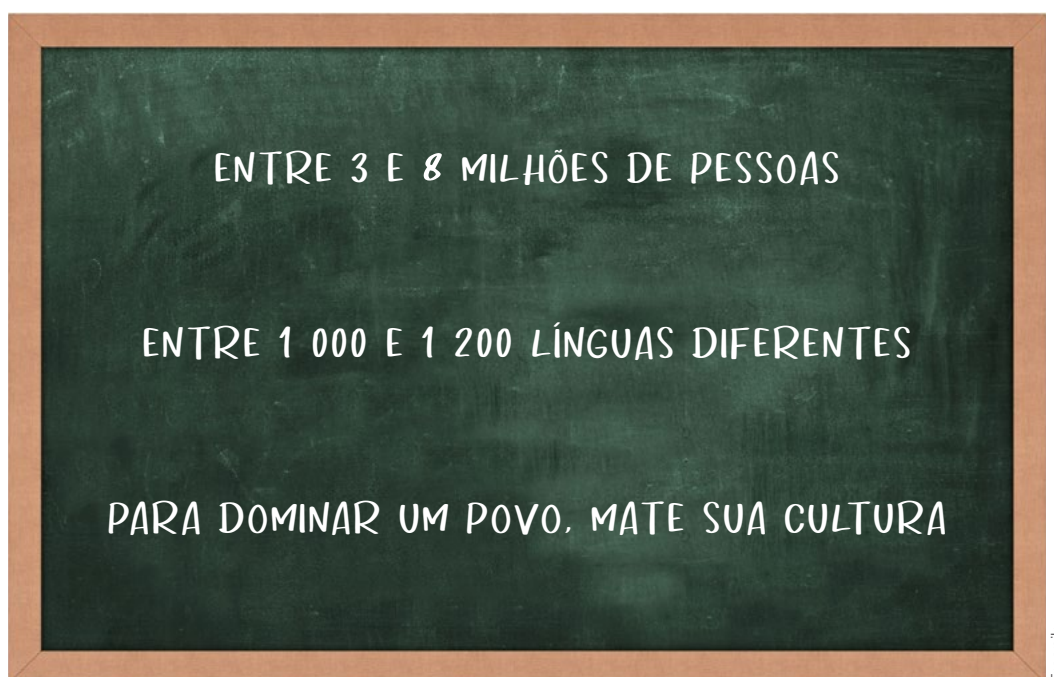 ENTRE 3 E 8 MILHÕES DE PESSOAS
ENTRE 1 000 E 1 200 LÍNGUAS DIFERENTES
PARA DOMINAR UM POVO, MATE SUA CULTURA